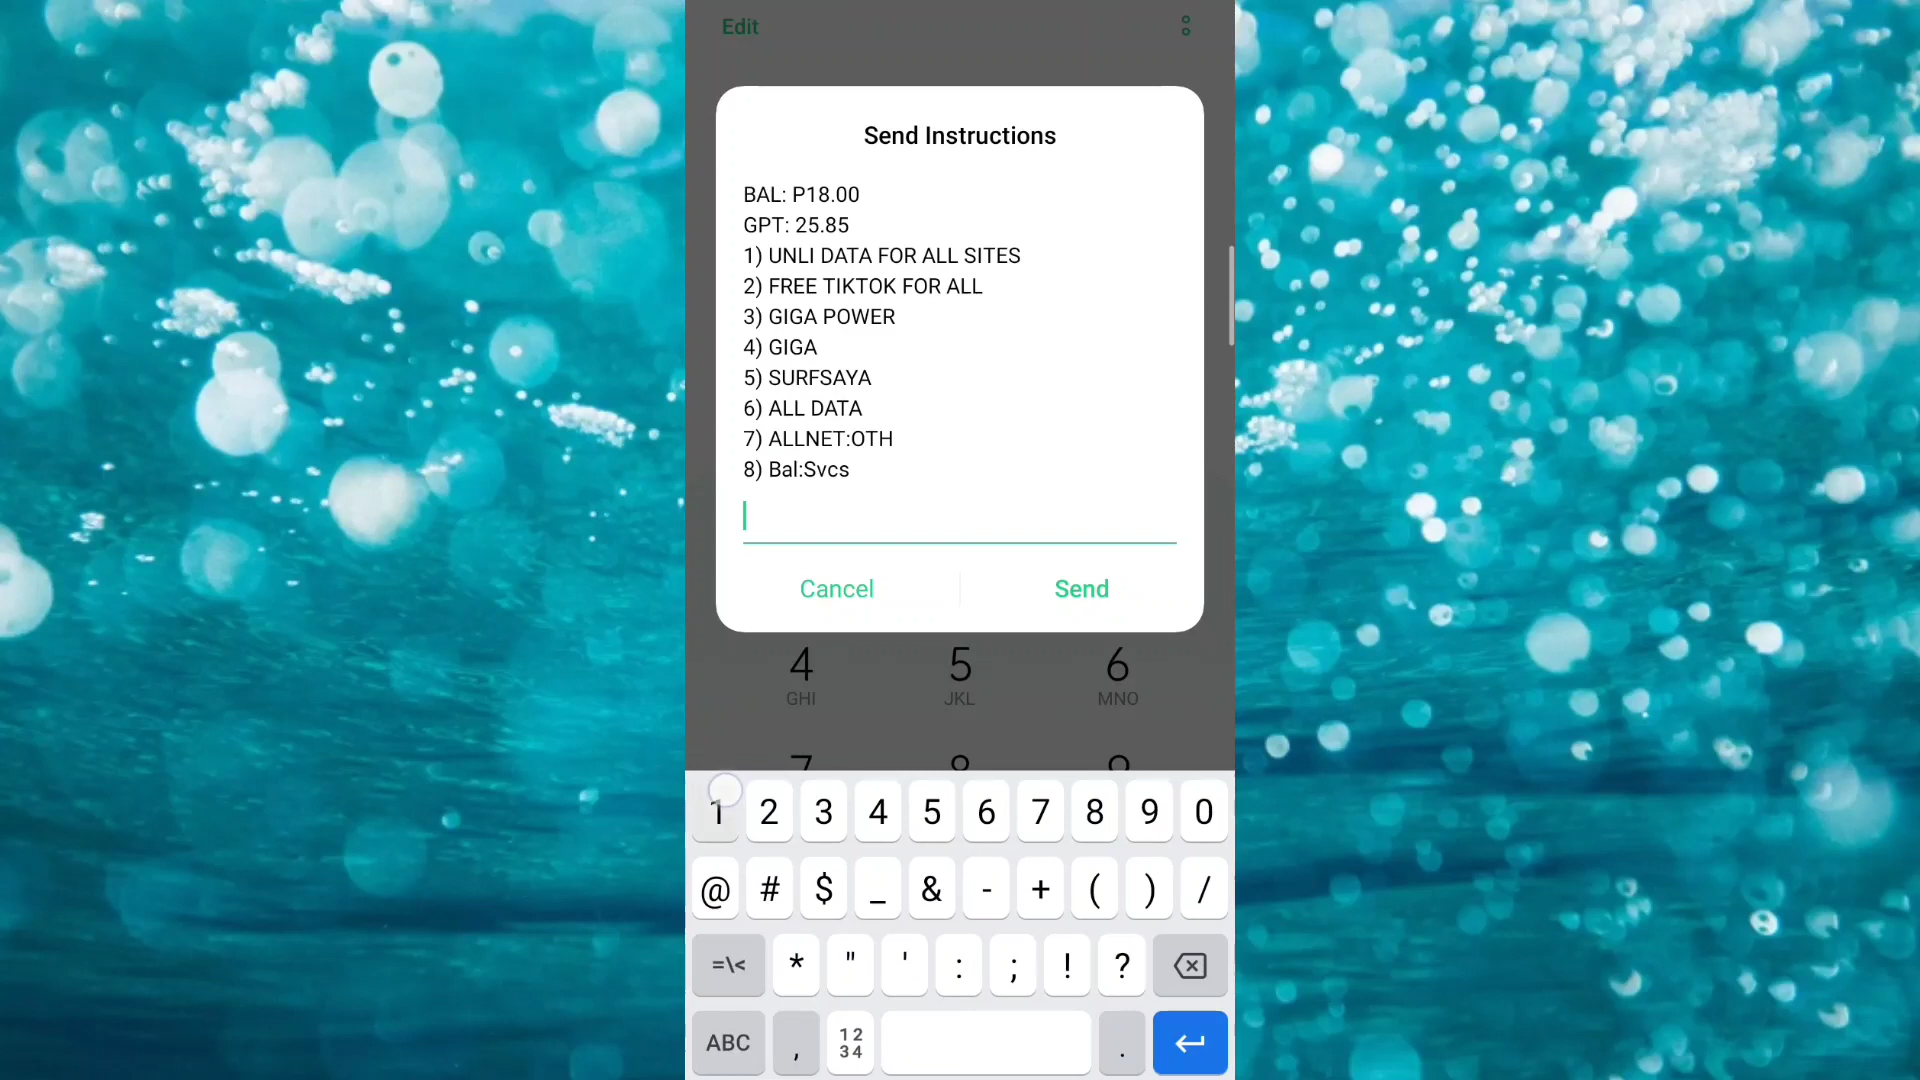 Edit
Send Instructions
BAL: P18.00
GPT: 25.85
1) UNLI DATA FOR ALL SITES
2) FREE TIKTOK FOR ALL
3) GIGA POWER
4) GIGA
5) SURFSAYA
6) ALL DATA
7) ALLNET:OTH
8) Bal:Svcs
Cancel Send
4 5 6
GHI JKL MNO
7 8 9
1 2 3 4 5 6 7 8 9 0
@ # $ _ & - + ( ) /
=\< * " ' : ; ! ?
ABC , 12 34 .